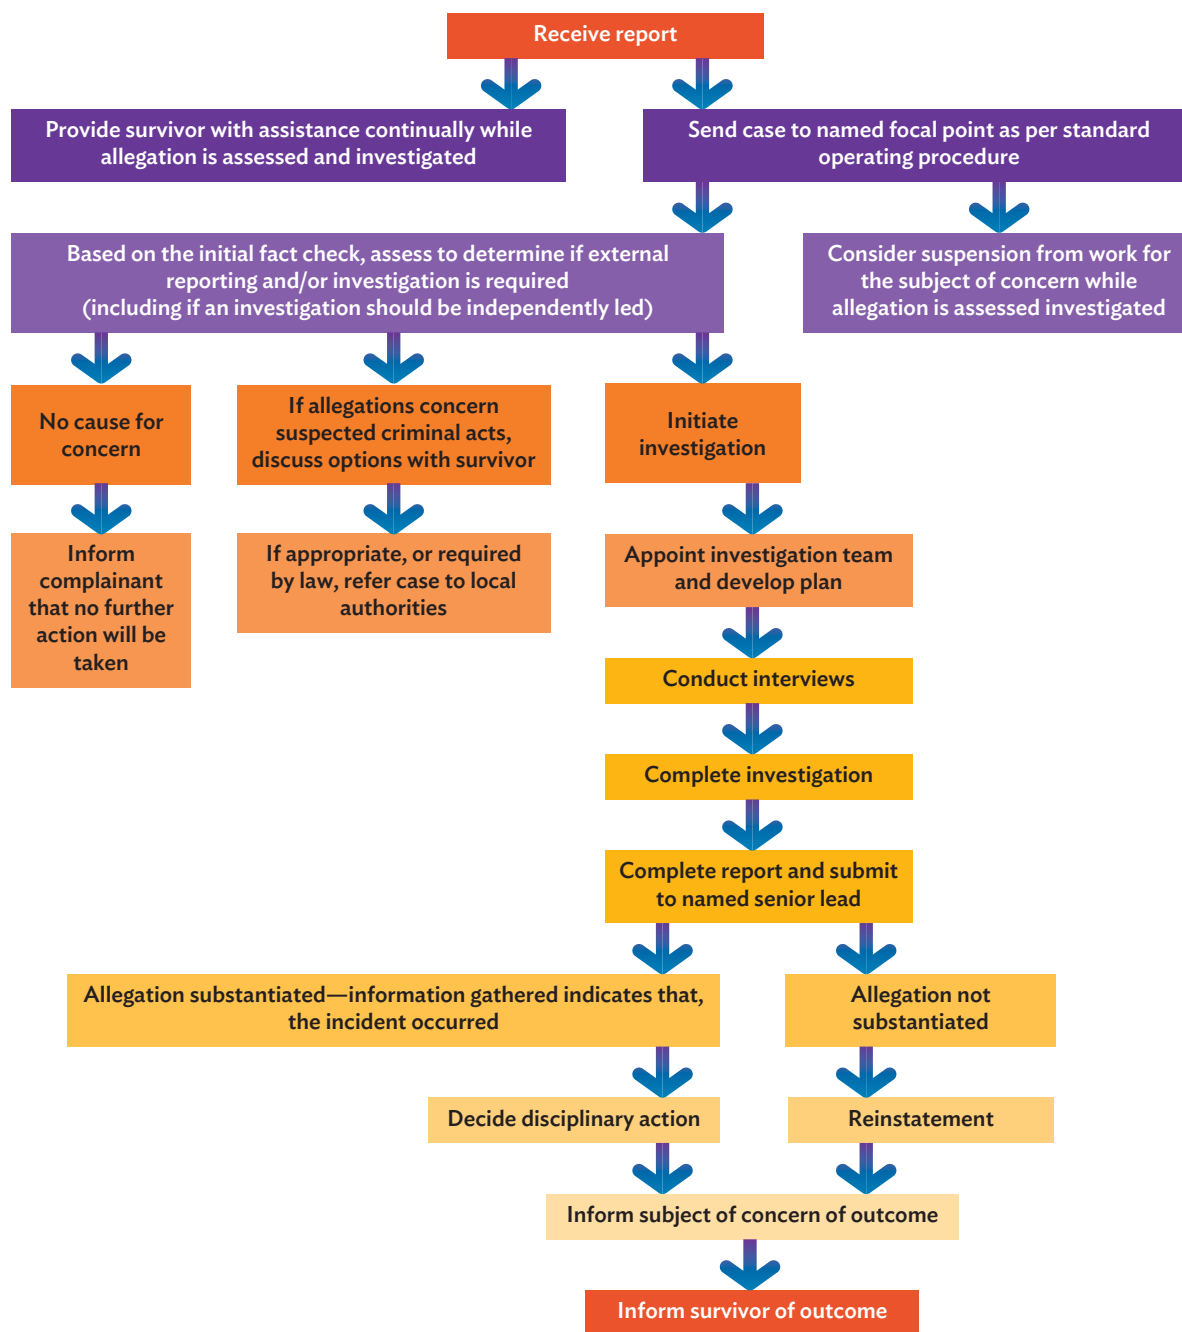 Receive report
Provide survivor with assistance continually while
allegation is assessed and investigated
Send case to named focal point as per standard
operating procedure
Based on the initial fact check, assess to determine if external
reporting and/or investigation is required
(including if an investigation should be independently led)
Consider suspension from work for
the subject of concern while
allegation is assessed investigated
No cause for
concern
If allegations concern
suspected criminal acts,
discuss options with survivor
Initiate
investigation
Inform
complainant
that no further
action will be
taken
If appropriate, or required
by law, refer case to local
authorities
Appoint investigation team
and develop plan
Conduct interviews
Complete investigation
Complete report and submit
to named senior lead
Allegation substantiated—information gathered indicates that,
the incident occurred
Allegation not
substantiated
Decide disciplinary action
Reinstatement
Inform subject of concern of outcome
Inform survivor of outcome